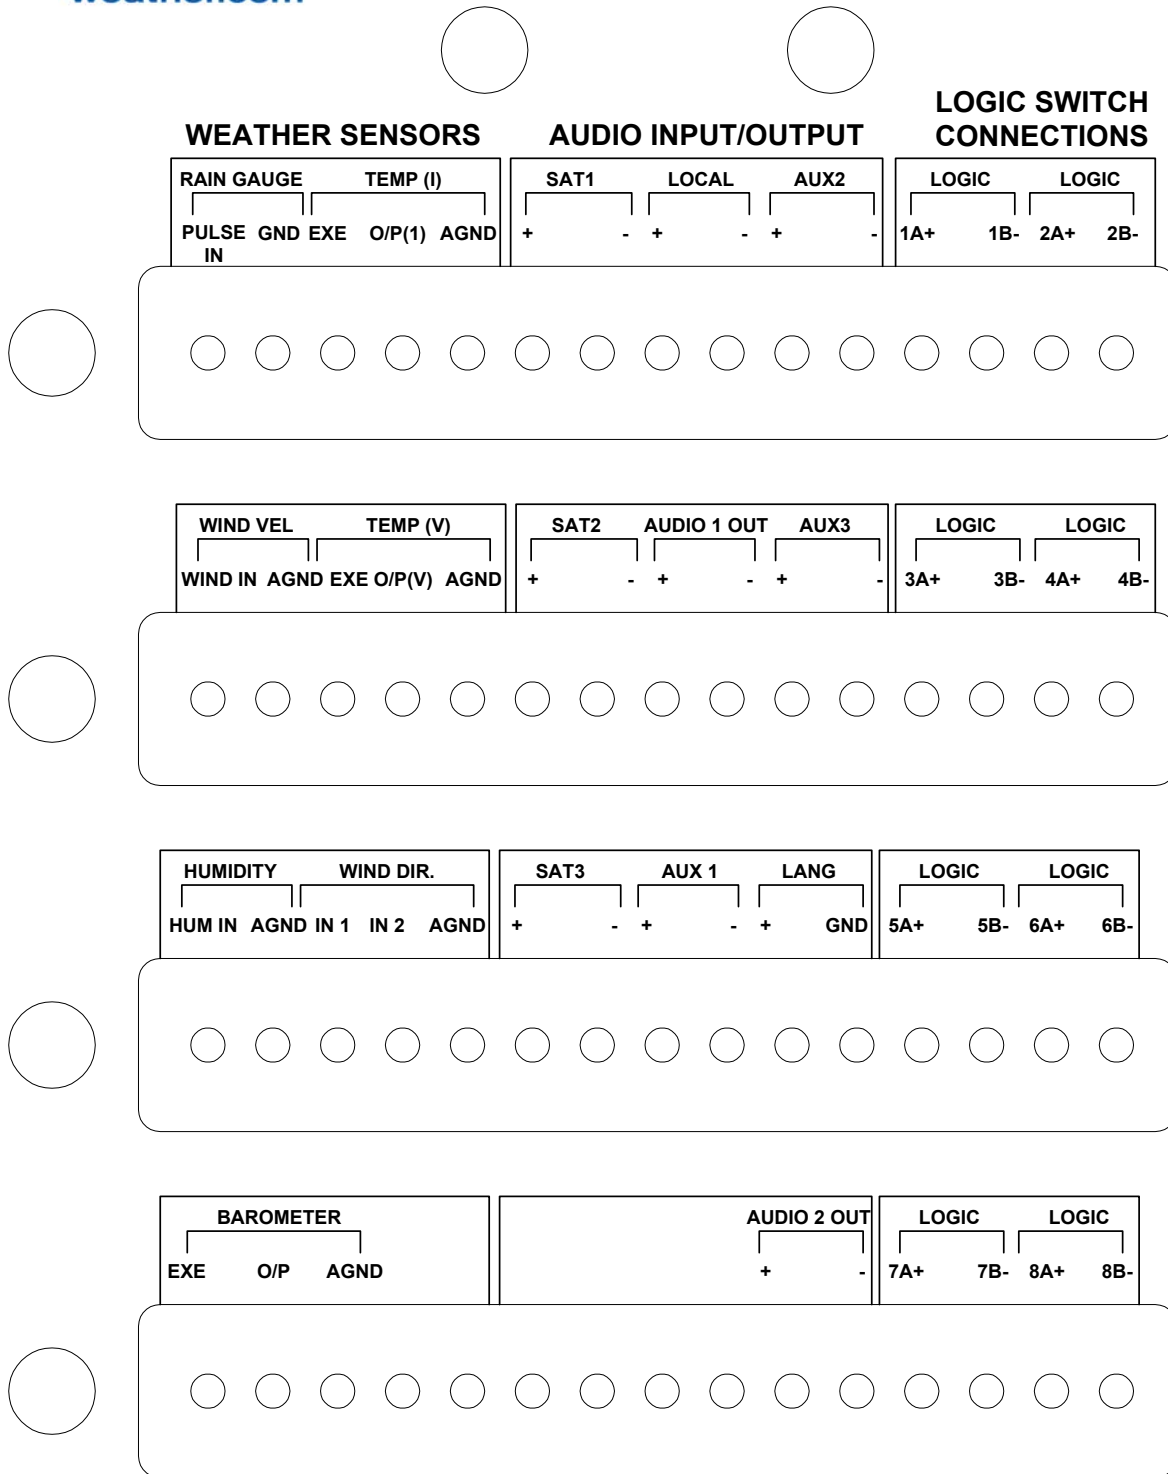 weather.com
LOGIC SWITCH
WEATHER SENSORS AUDIO INPUT/OUTPUT CONNECTIONS
RAIN GAUGE TEMP (I) SAT1 LOCAL AUX2 LOGIC LOGIC
PULSE GND EXE O/P(1) AGND + - + - + - 1A+ 1B- 2A+ 2B-
IN
WIND VEL TEMP (V) SAT2 AUDIO 1 OUT AUX3 LOGIC LOGIC
WIND IN AGND EXE O/P(V) AGND + - + - + - 3A+ 3B- 4A+ 4B-
HUMIDITY WIND DIR. SAT3 AUX 1 LANG LOGIC LOGIC
HUM IN AGND IN 1 IN 2 AGND + - + - + GND 5A+ 5B- 6A+ 6B-
BAROMETER AUDIO 2 OUT LOGIC LOGIC
EXE O/P AGND + - 7A+ 7B- 8A+ 8B-